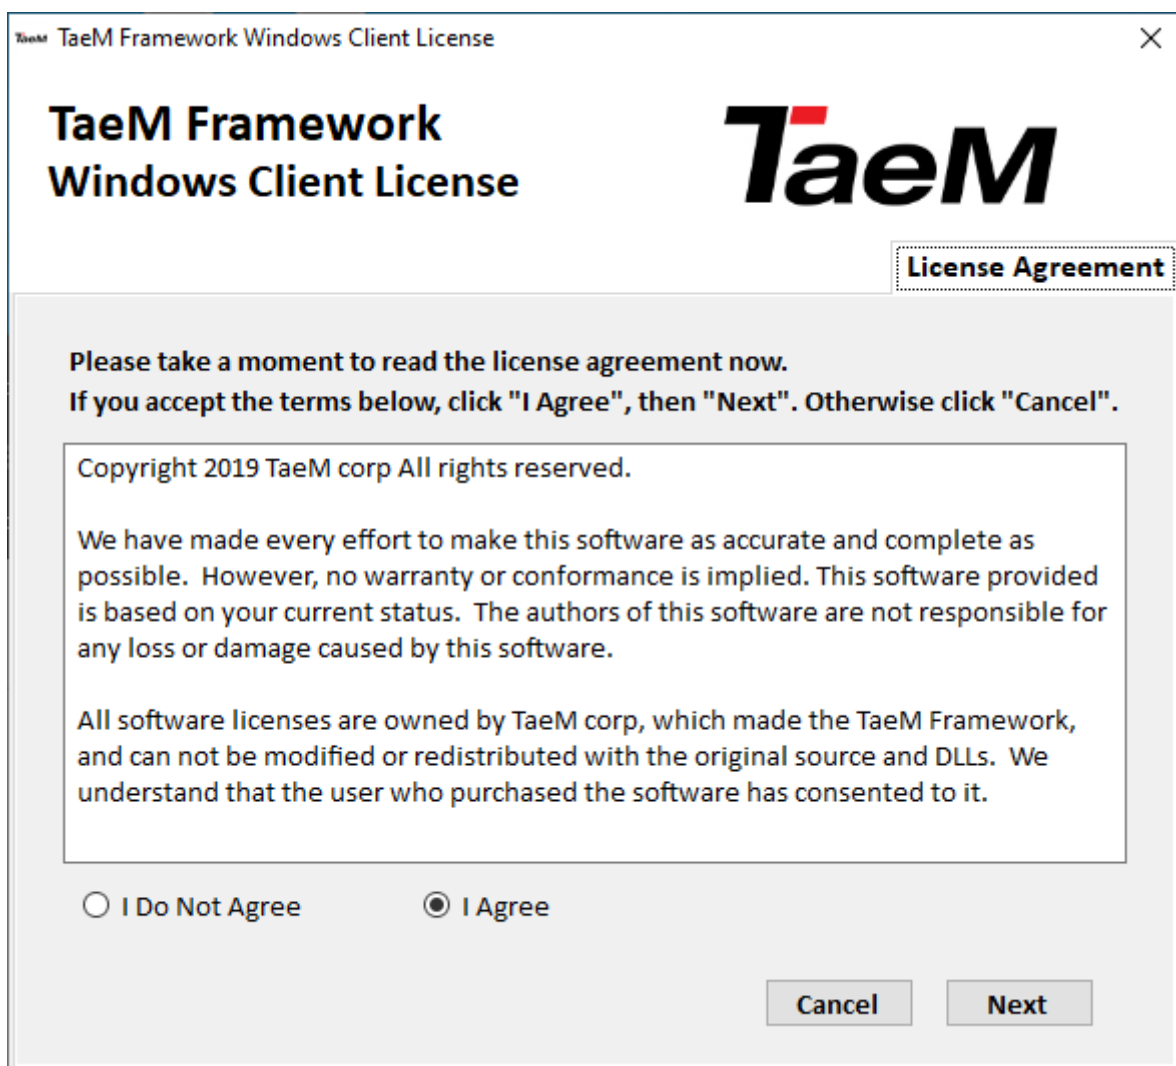 TaeM TaeM Framework Windows Client License
TaeM Framework
Windows Client License
TaeM
License Agreement
Please take a moment to read the license agreement now.
If you accept the terms below, click "I Agree", then "Next". Otherwise click "Cancel".
Copyright 2019 TaeM corp All rights reserved.
We have made every effort to make this software as accurate and complete as
possible.  However, no warranty or conformance is implied. This software provided
is based on your current status.  The authors of this software are not responsible for
any loss or damage caused by this software.
All software licenses are owned by TaeM corp, which made the TaeM Framework,
and can not be modified or redistributed with the original source and DLLs.  We
understand that the user who purchased the software has consented to it.
I Do Not Agree
I Agree
Cancel
Next